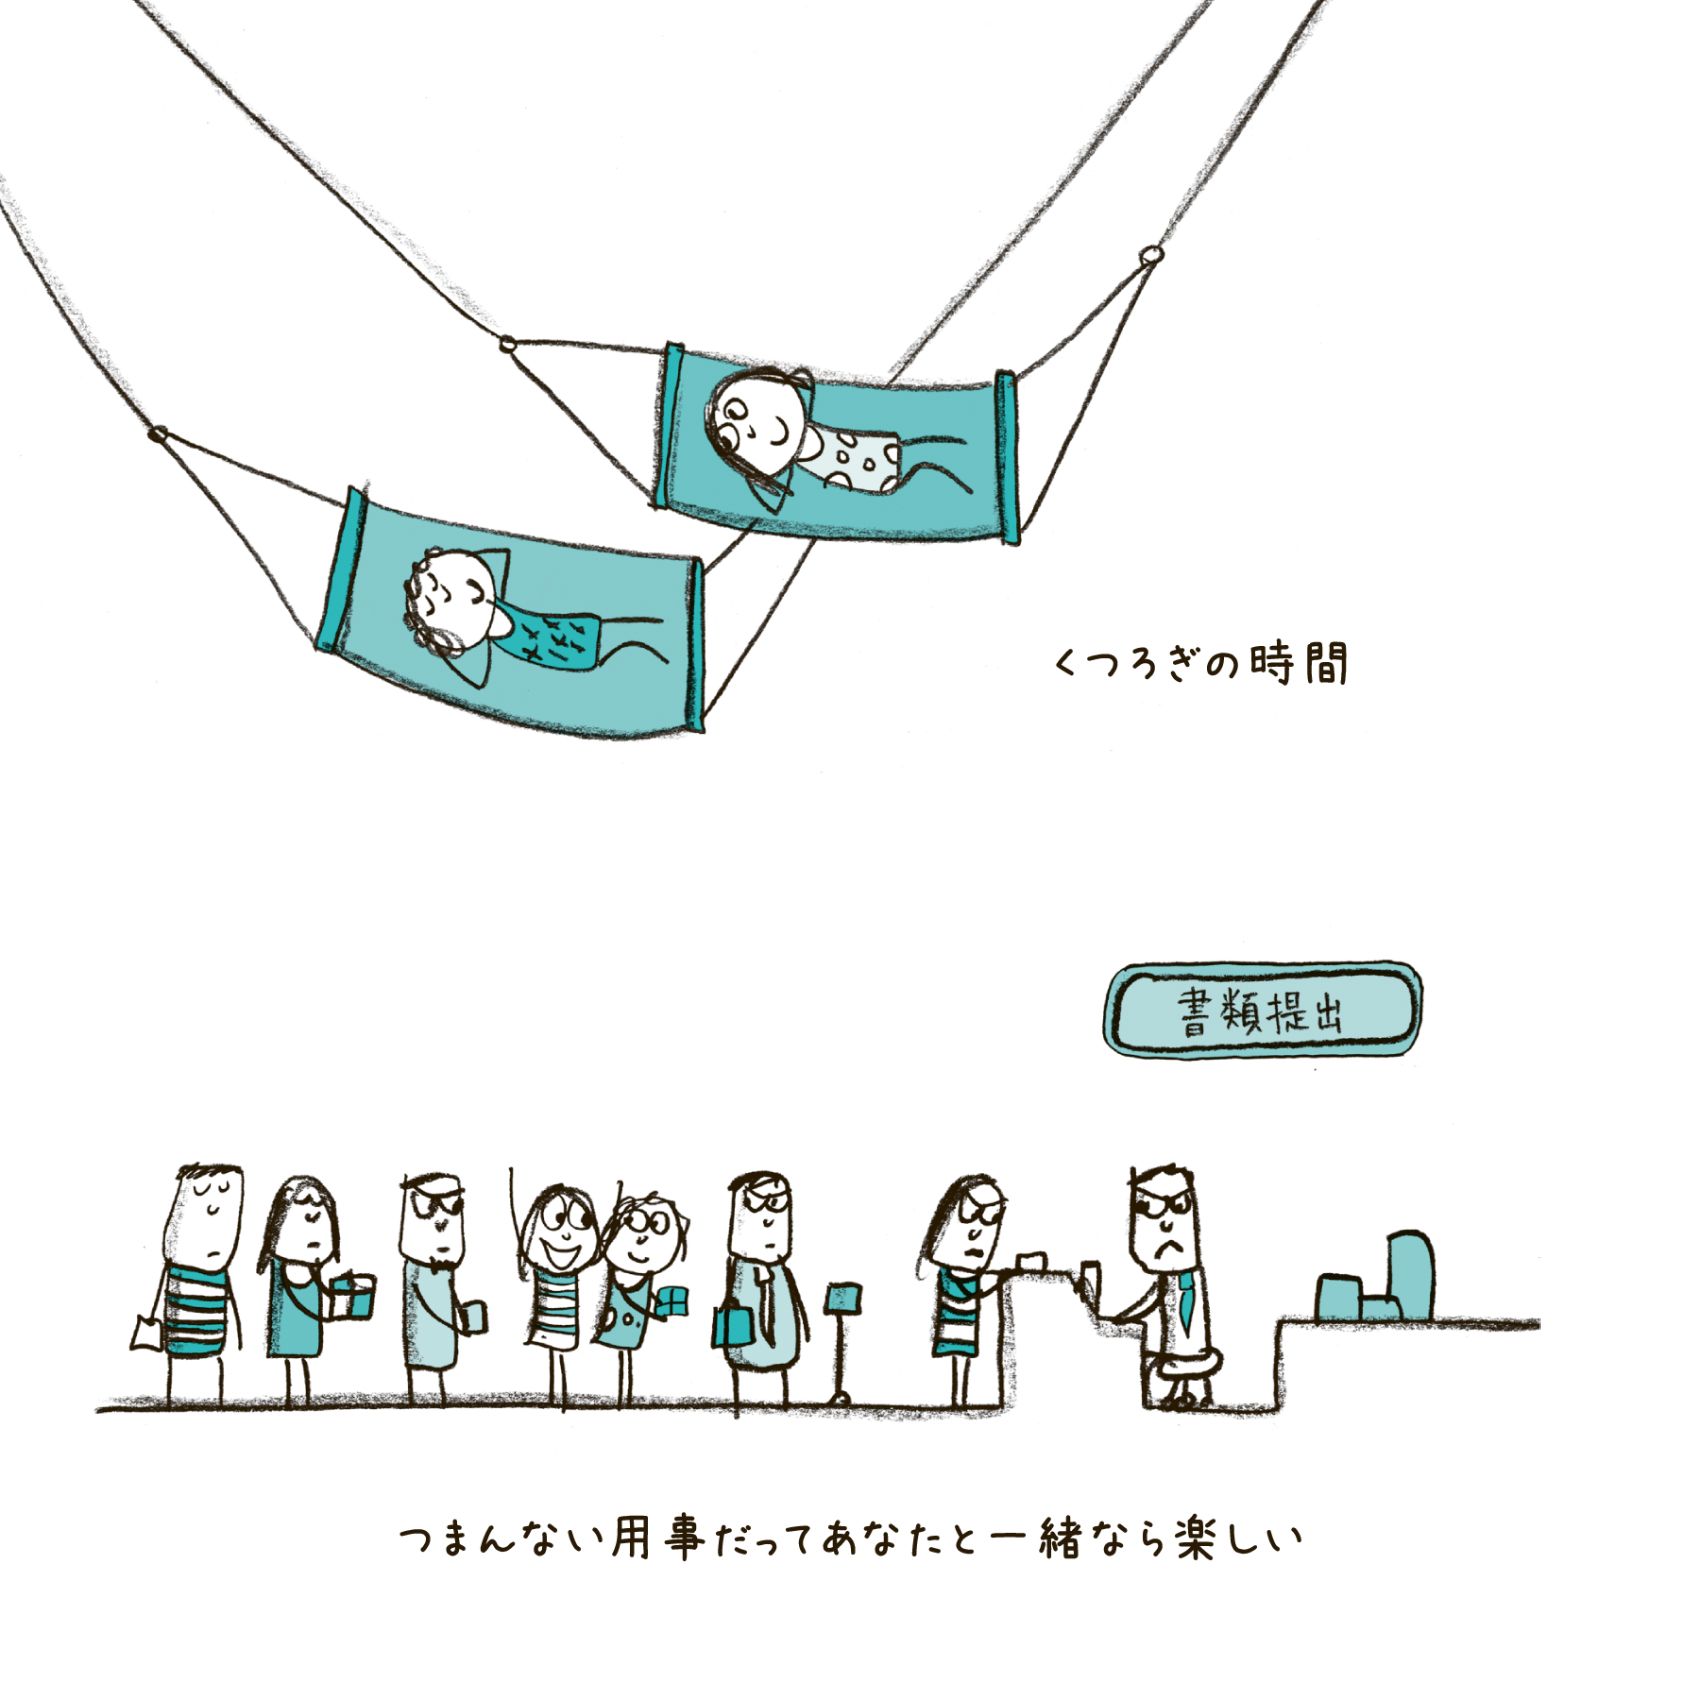 くつろぎの時間
書類提出
つまんない用事だってあなたと一緒なら楽しい